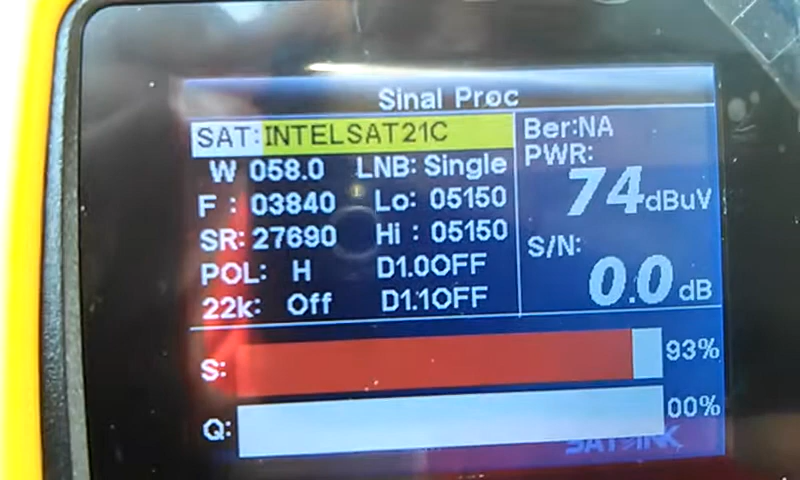 Sinal Proc
SAT: INTELSAT21C
W 058.0 LNB: Single
F : 03840 Lo: 05150
SR: 27690 Hi : 05150
POL: H D1.0OFF
22k: Off D1.1OFF
Ber:NA
PWR:
74dBuV
S/N:
0.0 dB
S: 93%
Q: 00%
SATLINK